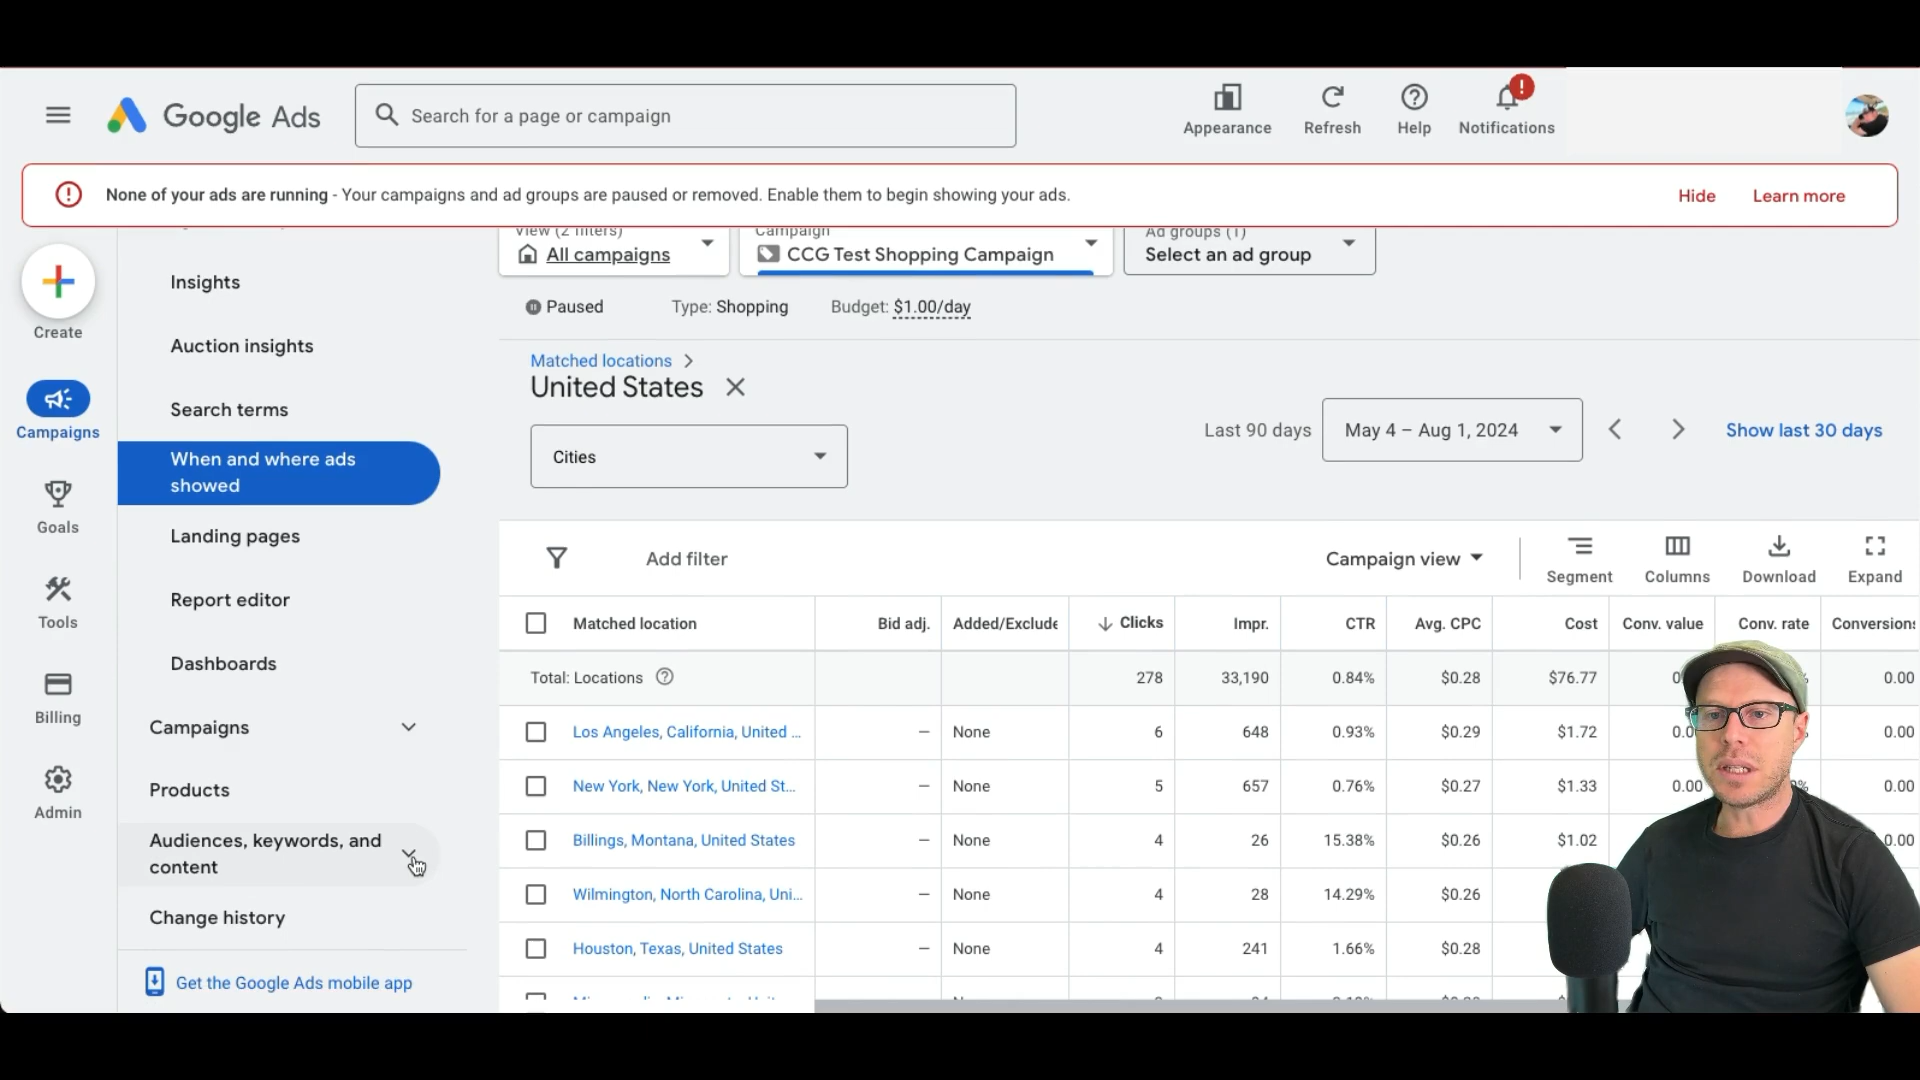 Google Ads
Search for a page or campaign
Appearance
Refresh
Help
Notifications
None of your ads are running - Your campaigns and ad groups are paused or removed. Enable them to begin showing your ads.
Hide
Learn more
Create
Campaigns
Goals
Tools
Billing
Admin
Insights
Auction insights
Search terms
When and where ads
showed
Landing pages
Report editor
Dashboards
Campaigns
Products
Audiences, keywords, and
content
Change history
Get the Google Ads mobile app
View (2 filters)
All campaigns
Campaign
CCG Test Shopping Campaign
Ad groups (1)
Select an ad group
Paused
Type: Shopping
Budget: $1.00/day
Matched locations
United States
Cities
Last 90 days
May 4 – Aug 1, 2024
Show last 30 days
Add filter
Campaign view
Segment
Columns
Download
Expand
Matched location Bid adj. Added/Exclude Clicks Impr. CTR Avg. CPC Cost Conv. value Conv. rate Conversions
Total: Locations 278 33,190 0.84% $0.28 $76.77 0.00
Los Angeles, California, United ... – None 6 648 0.93% $0.29 $1.72 0.00
New York, New York, United St... – None 5 657 0.76% $0.27 $1.33 0.00 0.00
Billings, Montana, United States – None 4 26 15.38% $0.26 $1.02 0.00
Wilmington, North Carolina, Uni... – None 4 28 14.29% $0.26
Houston, Texas, United States – None 4 241 1.66% $0.28